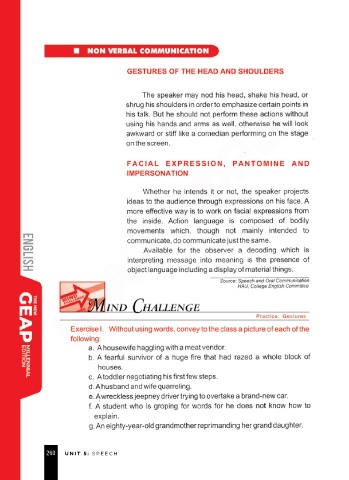 ■ NON VERBAL COMMUNICATION
GESTURES OF THE HEAD AND SHOULDERS
The speaker may nod his head, shake his head, or
shrug his shoulders in order to emphasize certain points in
his talk. But he should not perform these actions without
using his hands and arms as well, otherwise he will look
awkward or stiff like a comedian performing on the stage
on the screen.
FACIAL EXPRESSION, PANTOMINE AND
IMPERSONATION
Whether he intends it or not, the speaker projects
ideas to the audience through expressions on his face. A
more effective way is to work on facial expressions from
the inside. Action language is composed of bodily
movements which, though not mainly intended to
communicate, do communicate just the same.
Available for the observer a decoding which is
interpreting message into meaning is the presence of
object language including a display of material things.
Source: Speech and Oral Communication
HAU, College English Committee
MIND CHALLENGE
Practice: Gestures
Exercise I. Without using words, convey to the class a picture of each of the
following:
a. A housewife haggling with a meat vendor.
b. A fearful survivor of a huge fire that had razed a whole block of
houses.
c. A toddler negotiating his first few steps.
d. A husband and wife quarreling.
e. A wreckless jeepney driver trying to overtake a brand-new car.
f. A student who is groping for words for he does not know how to
explain.
g. An eighty-year-old grandmother reprimanding her grand daughter.
ENGLISH
THE NEW
GEAP
MILLENNIAL
EDITION
260 UNIT 5: SPEECH